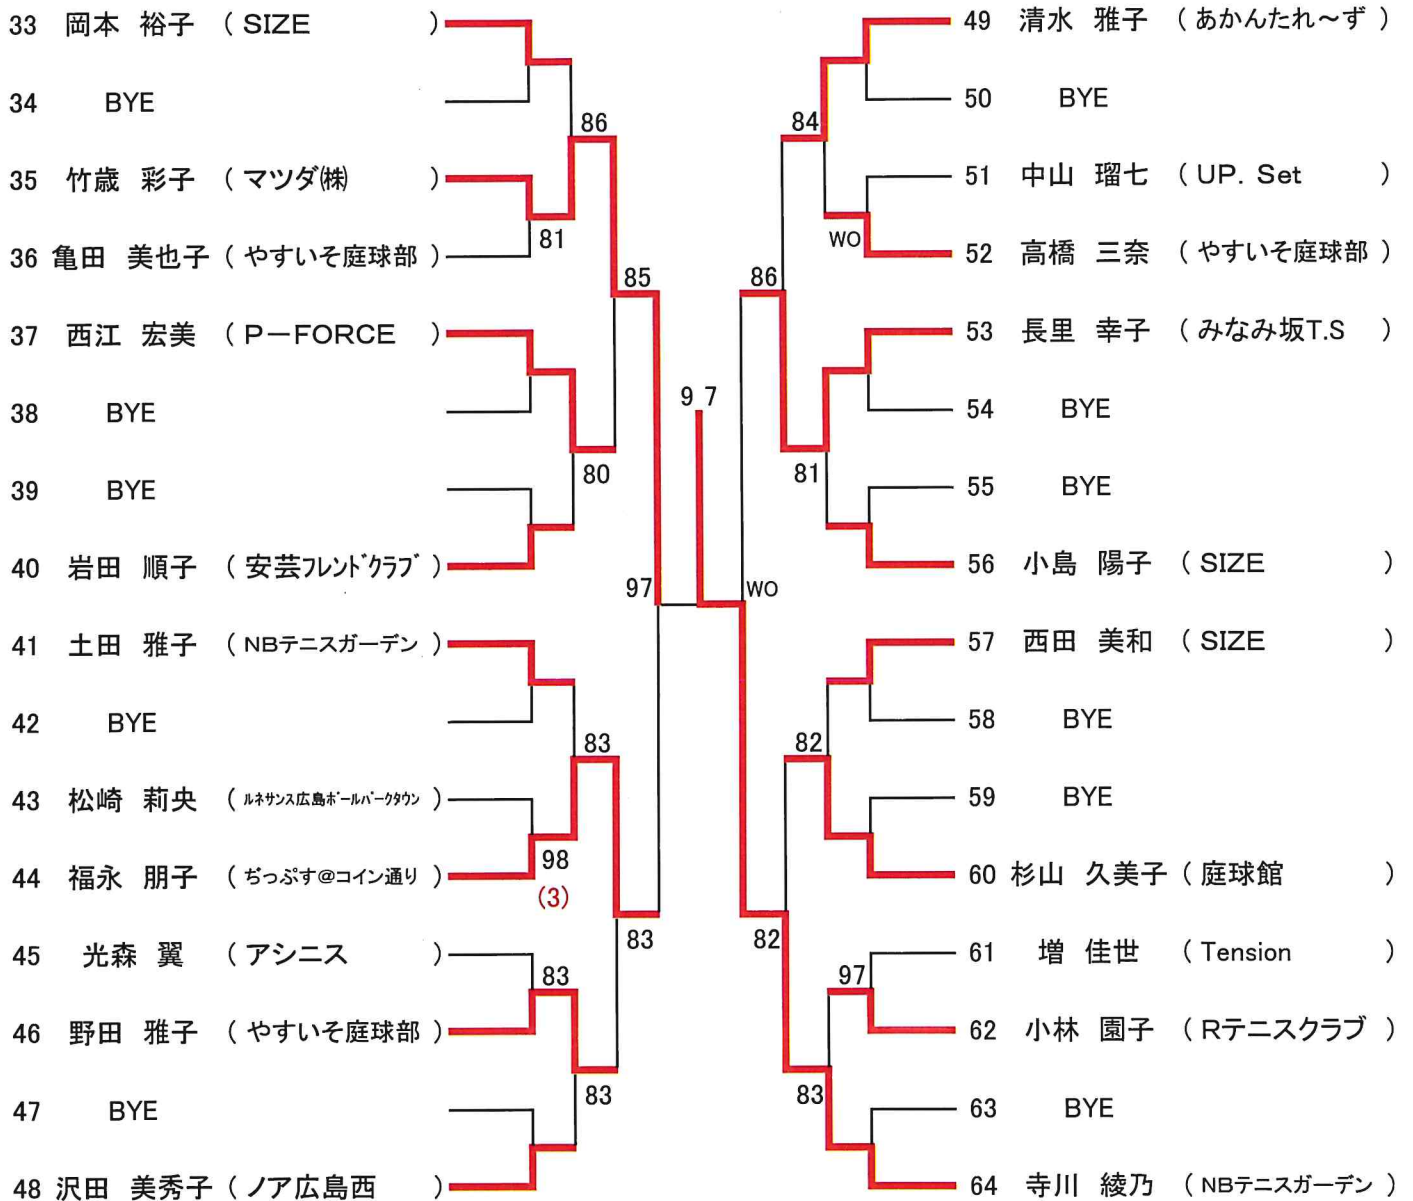 33 岡本 裕子 ( SIZE )
34 BYE
86
35 竹歳 彩子 ( マツダ㈱ )
81
36 亀田 美也子 ( やすいそ庭球部 )
85
37 西江 宏美 ( P-FORCE )
38 BYE
80
39 BYE
40 岩田 順子 ( 安芸フレンドクラブ )
97
41 土田 雅子 ( NBテニスガーデン )
42 BYE
83
43 松崎 莉央 ( ルネサンス広島ボールパークタウン )
98
(3)
44 福永 朋子 ( ぢっぷす@コイン通り )
83
45 光森 翼 ( アシニス )
83
46 野田 雅子 ( やすいそ庭球部 )
83
47 BYE
48 沢田 美秀子 ( ノア広島西 )
9 7
49 清水 雅子 ( あかんたれ～ず )
50 BYE
84
51 中山 瑠七 ( UP. Set )
WO
52 高橋 三奈 ( やすいそ庭球部 )
86
53 長里 幸子 ( みなみ坂T.S )
54 BYE
81
55 BYE
56 小島 陽子 ( SIZE )
WO
57 西田 美和 ( SIZE )
58 BYE
82
59 BYE
60 杉山 久美子 ( 庭球館 )
82
61 増 佳世 ( Tension )
97
62 小林 園子 ( Rテニスクラブ )
83
63 BYE
64 寺川 綾乃 ( NBテニスガーデン )